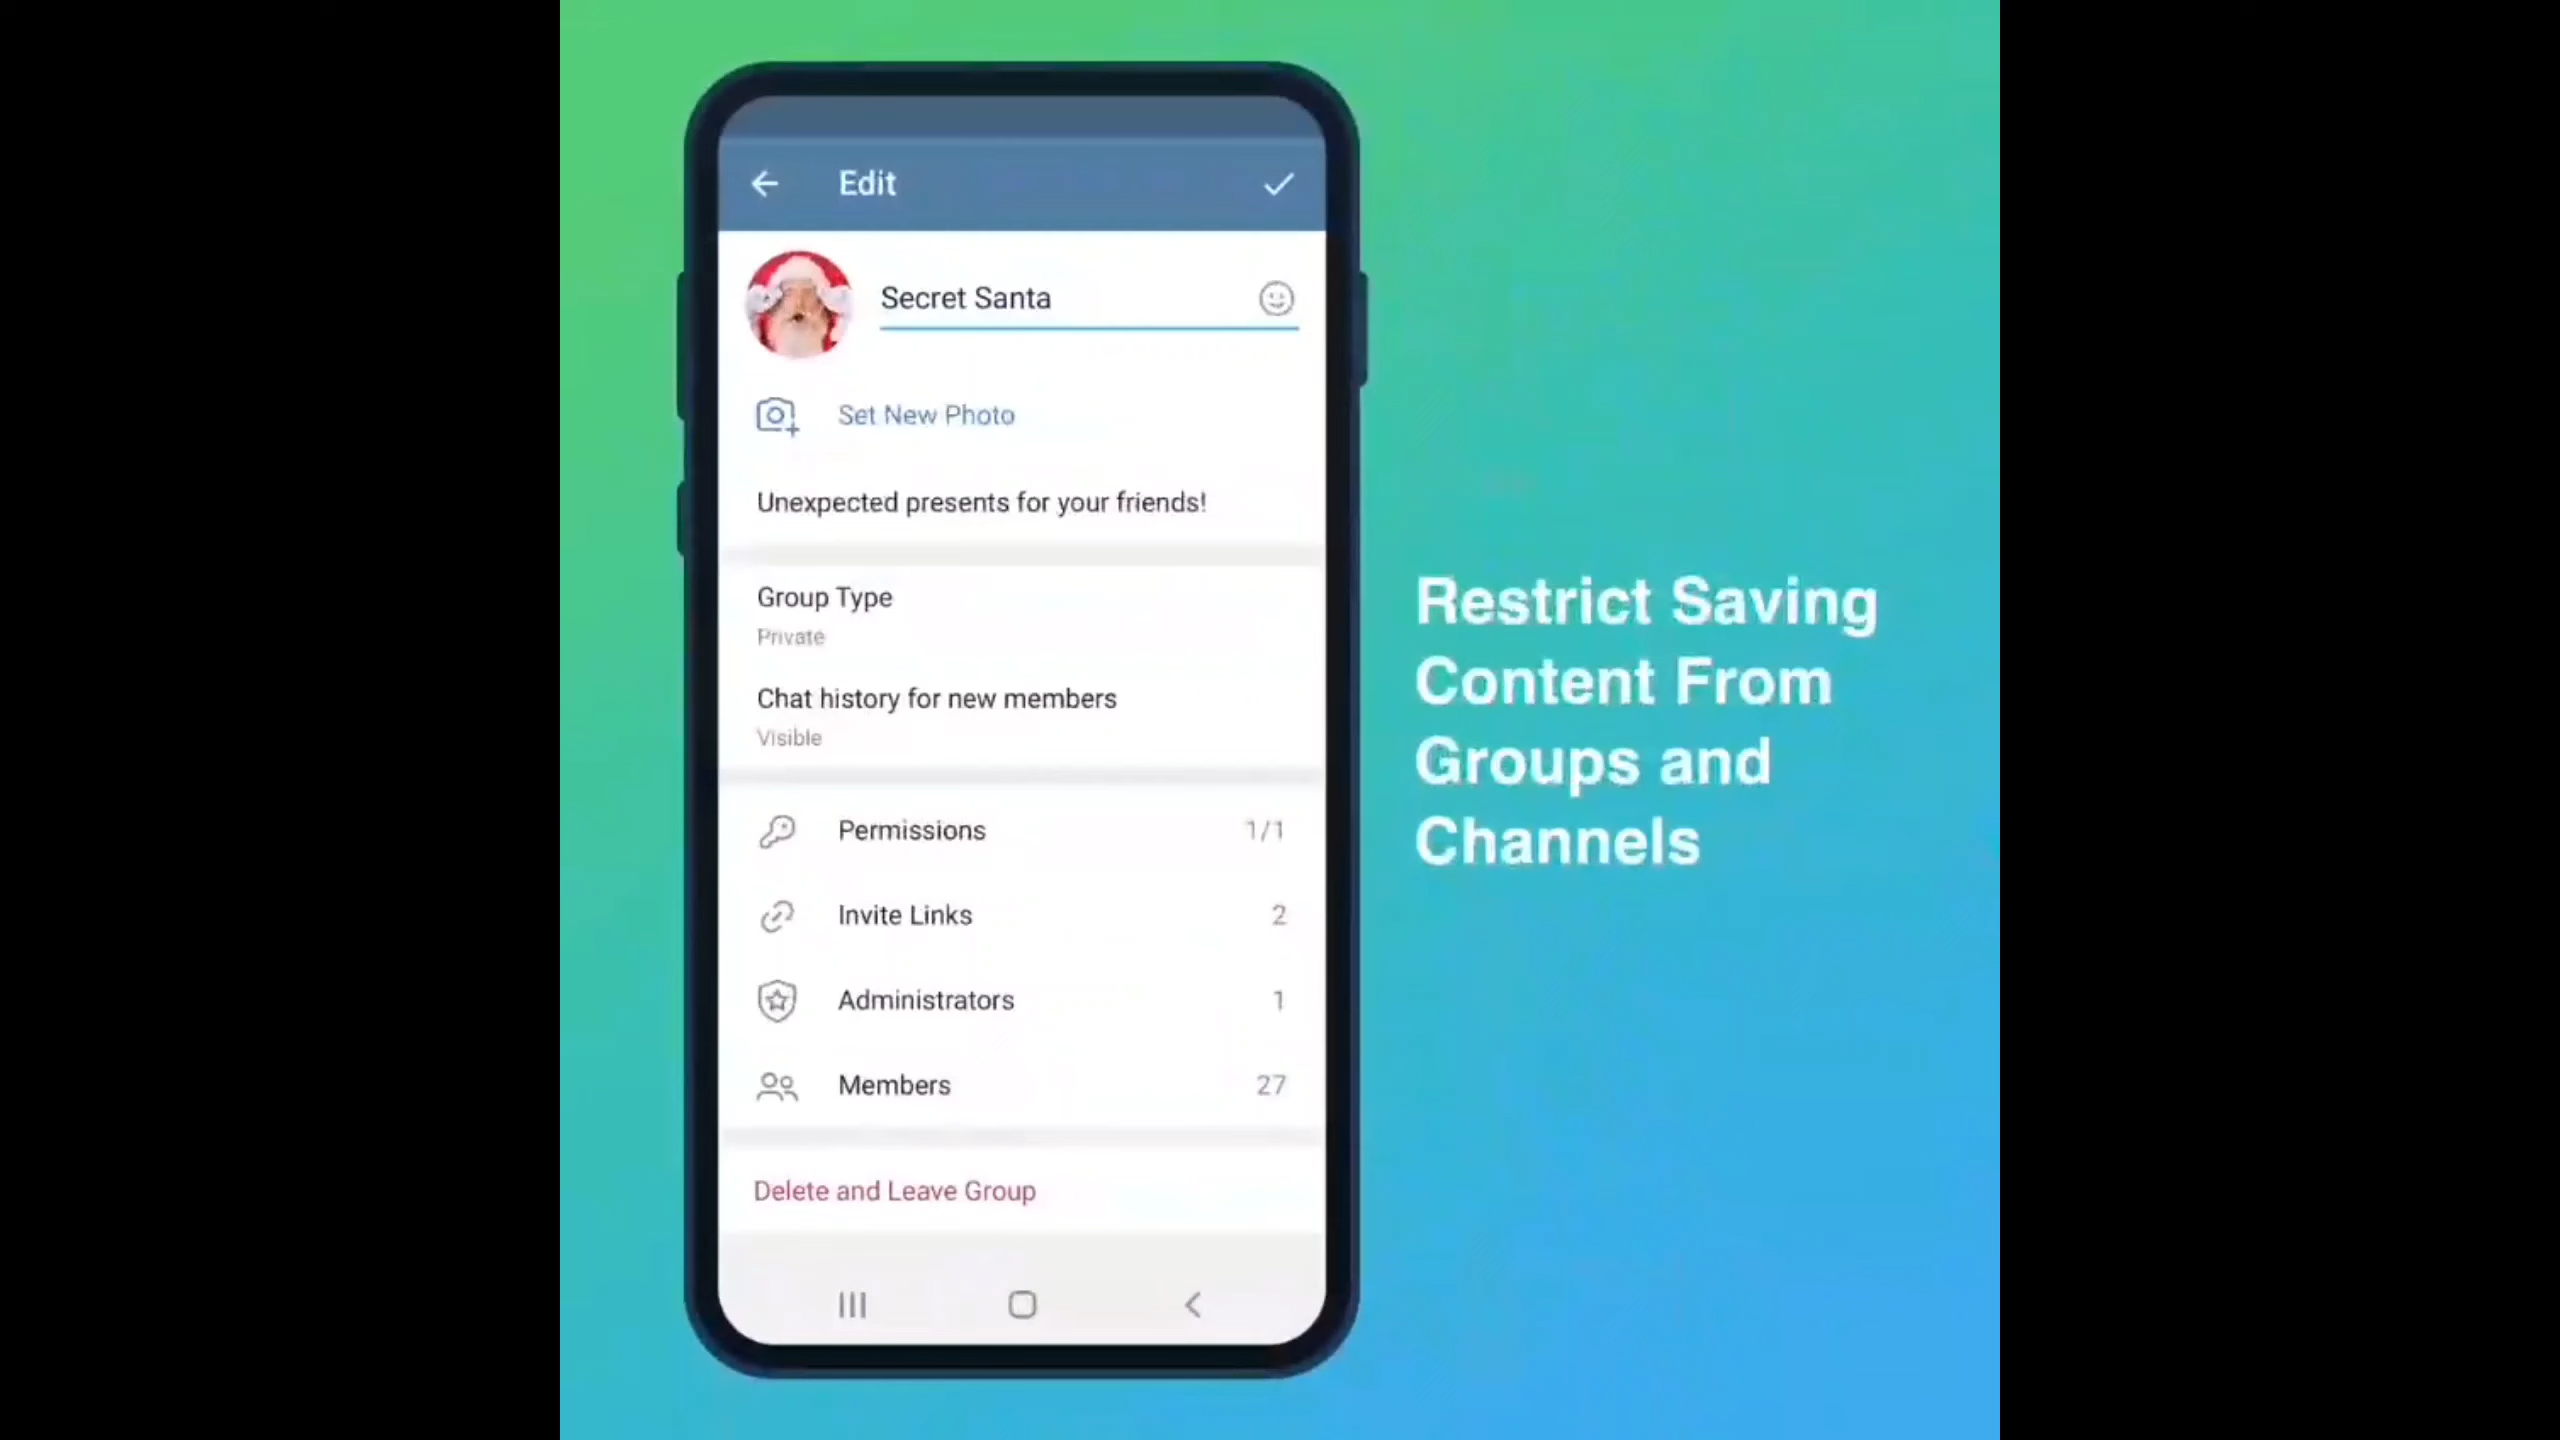 Edit
Secret Santa
Set New Photo
Unexpected presents for your friends!
Group Type
Private
Chat history for new members
Visible
Permissions 1/1
Invite Links 2
Administrators 1
Members 27
Delete and Leave Group
Restrict Saving
Content From
Groups and
Channels